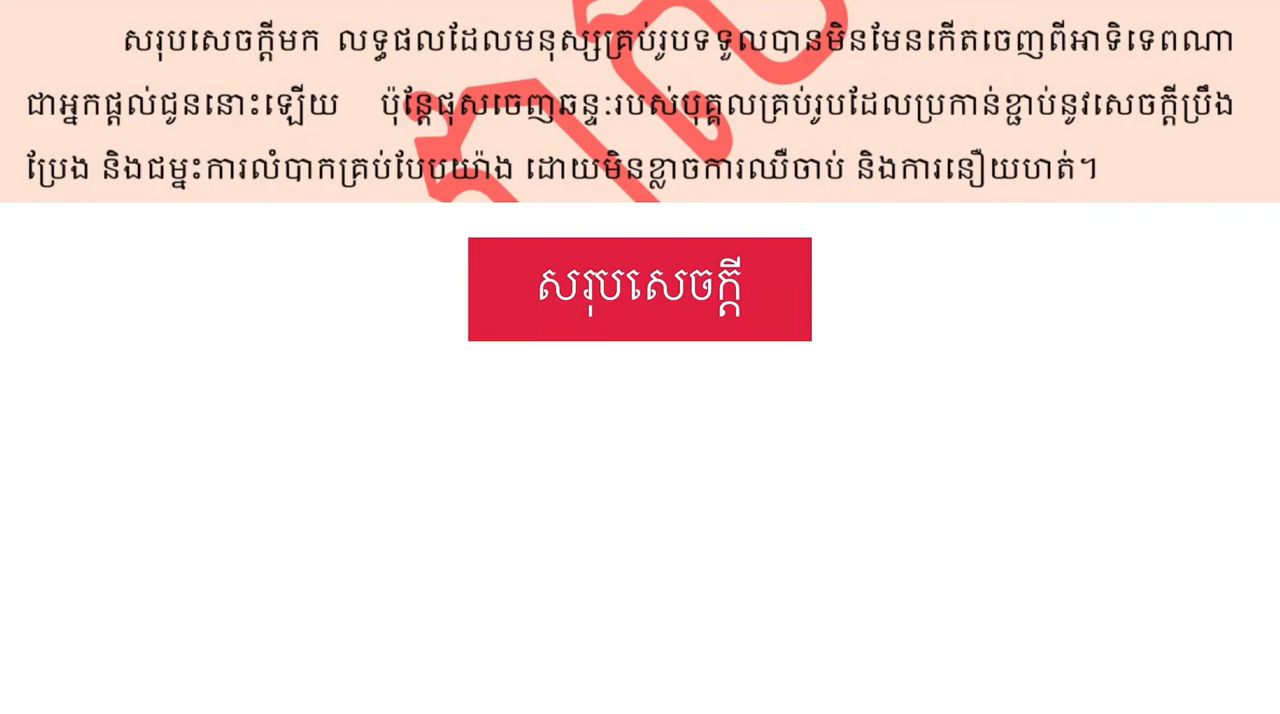 សរុបសេចក្ដីមក លទ្ធផលដែលមនុស្សគ្រប់រូបទទួលបានមិនមែនកើតចេញពីអាទិទេពណា
ជាអ្នកផ្ដល់ជូននោះឡើយ ប៉ុន្តែផុសចេញឆន្ទៈរបស់បុគ្គលគ្រប់រូបដែលប្រកាន់ខ្ជាប់នូវសេចក្ដីប្រឹង
ប្រែង និងជម្នះការលំបាកគ្រប់បែបយ៉ាង ដោយមិនខ្លាចការឈឺចាប់ និងការនឿយហត់។
សរុបសេចក្ដី